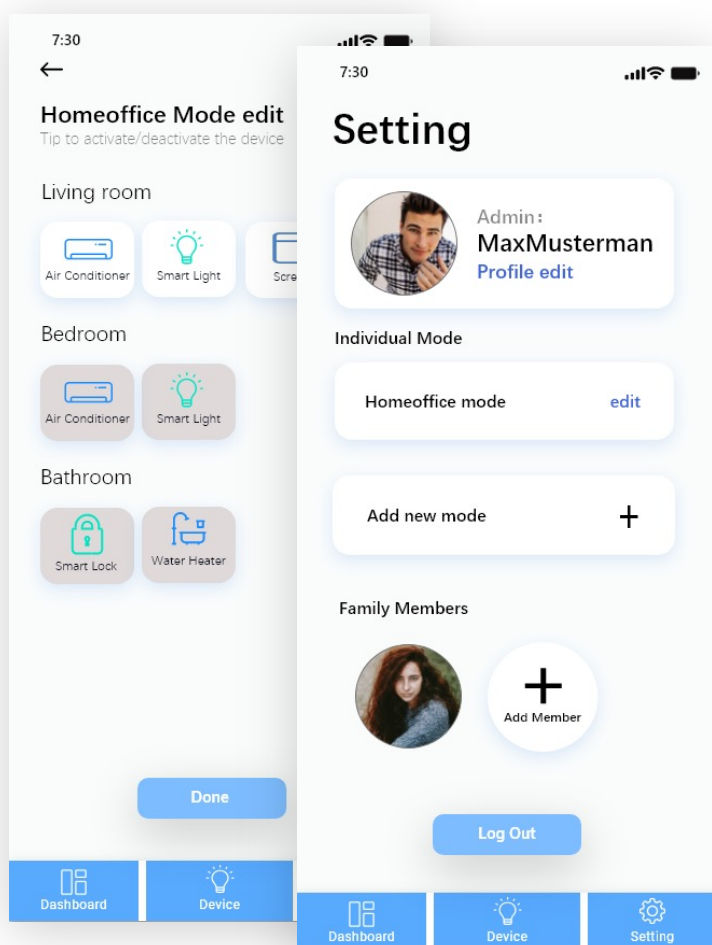 7:30
Homeoffice Mode edit
Tip to activate/deactivate the device
Living room
Air Conditioner
Smart Light
Scre
Bedroom
Air Conditioner
Smart Light
Bathroom
Smart Lock
Water Heater
Done
Dashboard
Device
7:30
Setting
Admin:
MaxMusterman
Profile edit
Individual Mode
Homeoffice mode
edit
Add new mode
Family Members
Add Member
Log Out
Dashboard
Device
Setting